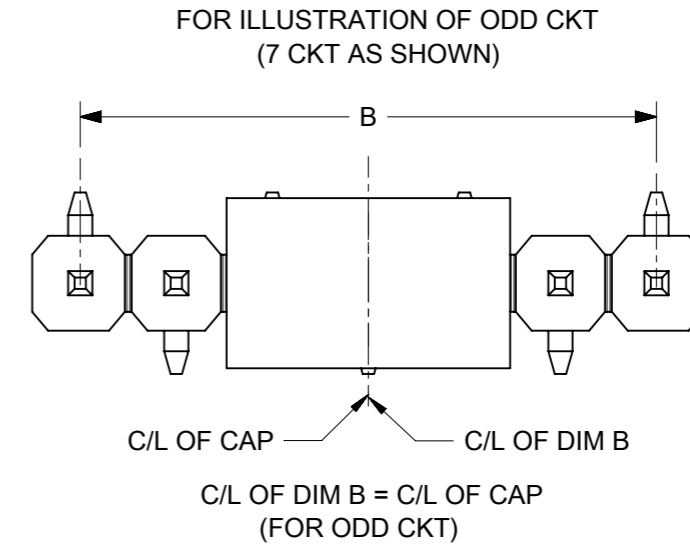 FOR ILLUSTRATION OF ODD CKT
(7 CKT AS SHOWN)
B
C/L OF CAP
C/L OF DIM B
C/L OF DIM B = C/L OF CAP
(FOR ODD CKT)